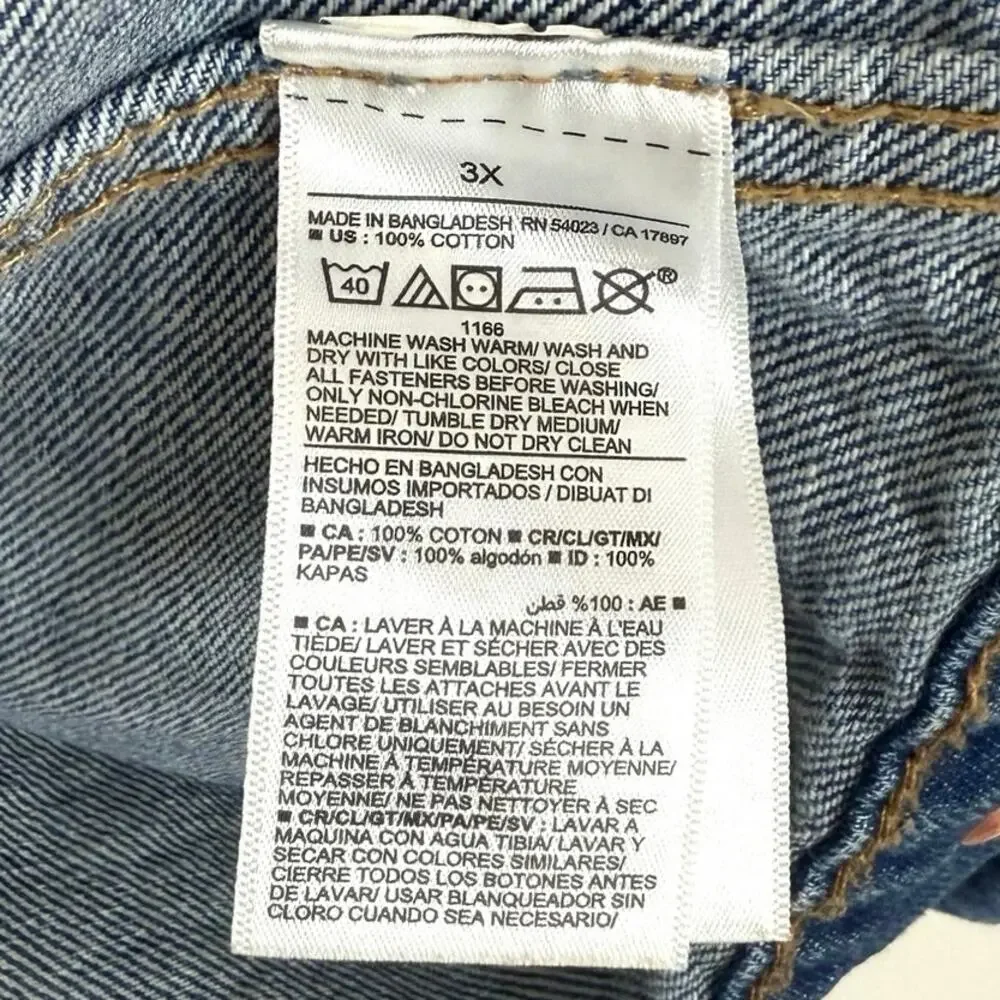 3X
MADE IN BANGLADESH RN 54023 / CA 17897
■ US : 100% COTTON
40
®
1166
MACHINE WASH WARM/ WASH AND
DRY WITH LIKE COLORS/ CLOSE
ALL FASTENERS BEFORE WASHING/
ONLY NON-CHLORINE BLEACH WHEN
NEEDED/ TUMBLE DRY MEDIUM/
WARM IRON/ DO NOT DRY CLEAN
HECHO EN BANGLADESH CON
INSUMOS IMPORTADOS / DIBUAT DI
BANGLADESH
■ CA : 100% COTON ■ CR/CL/GT/MX/
PA/PE/SV : 100% algodón ■ ID : 100%
KAPAS
■ AE : 100% قطن
■ CA : LAVER À LA MACHINE À L'EAU
TIÈDE/ LAVER ET SÉCHER AVEC DES
COULEURS SEMBLABLES/ FERMER
TOUTES LES ATTACHES AVANT LE
LAVAGE/ UTILISER AU BESOIN UN
AGENT DE BLANCHIMENT SANS
CHLORE UNIQUEMENT/ SÉCHER À LA
MACHINE À TEMPÉRATURE MOYENNE/
REPASSER À TEMPÉRATURE
MOYENNE/ NE PAS NETTOYER À SEC
■ CR/CL/GT/MX/PA/PE/SV : LAVAR A
MAQUINA CON AGUA TIBIA/ LAVAR Y
SECAR CON COLORES SIMILARES/
CIERRE TODOS LOS BOTONES ANTES
DE LAVAR/ USAR BLANQUEADOR SIN
CLORO CUANDO SEA NECESARIO/